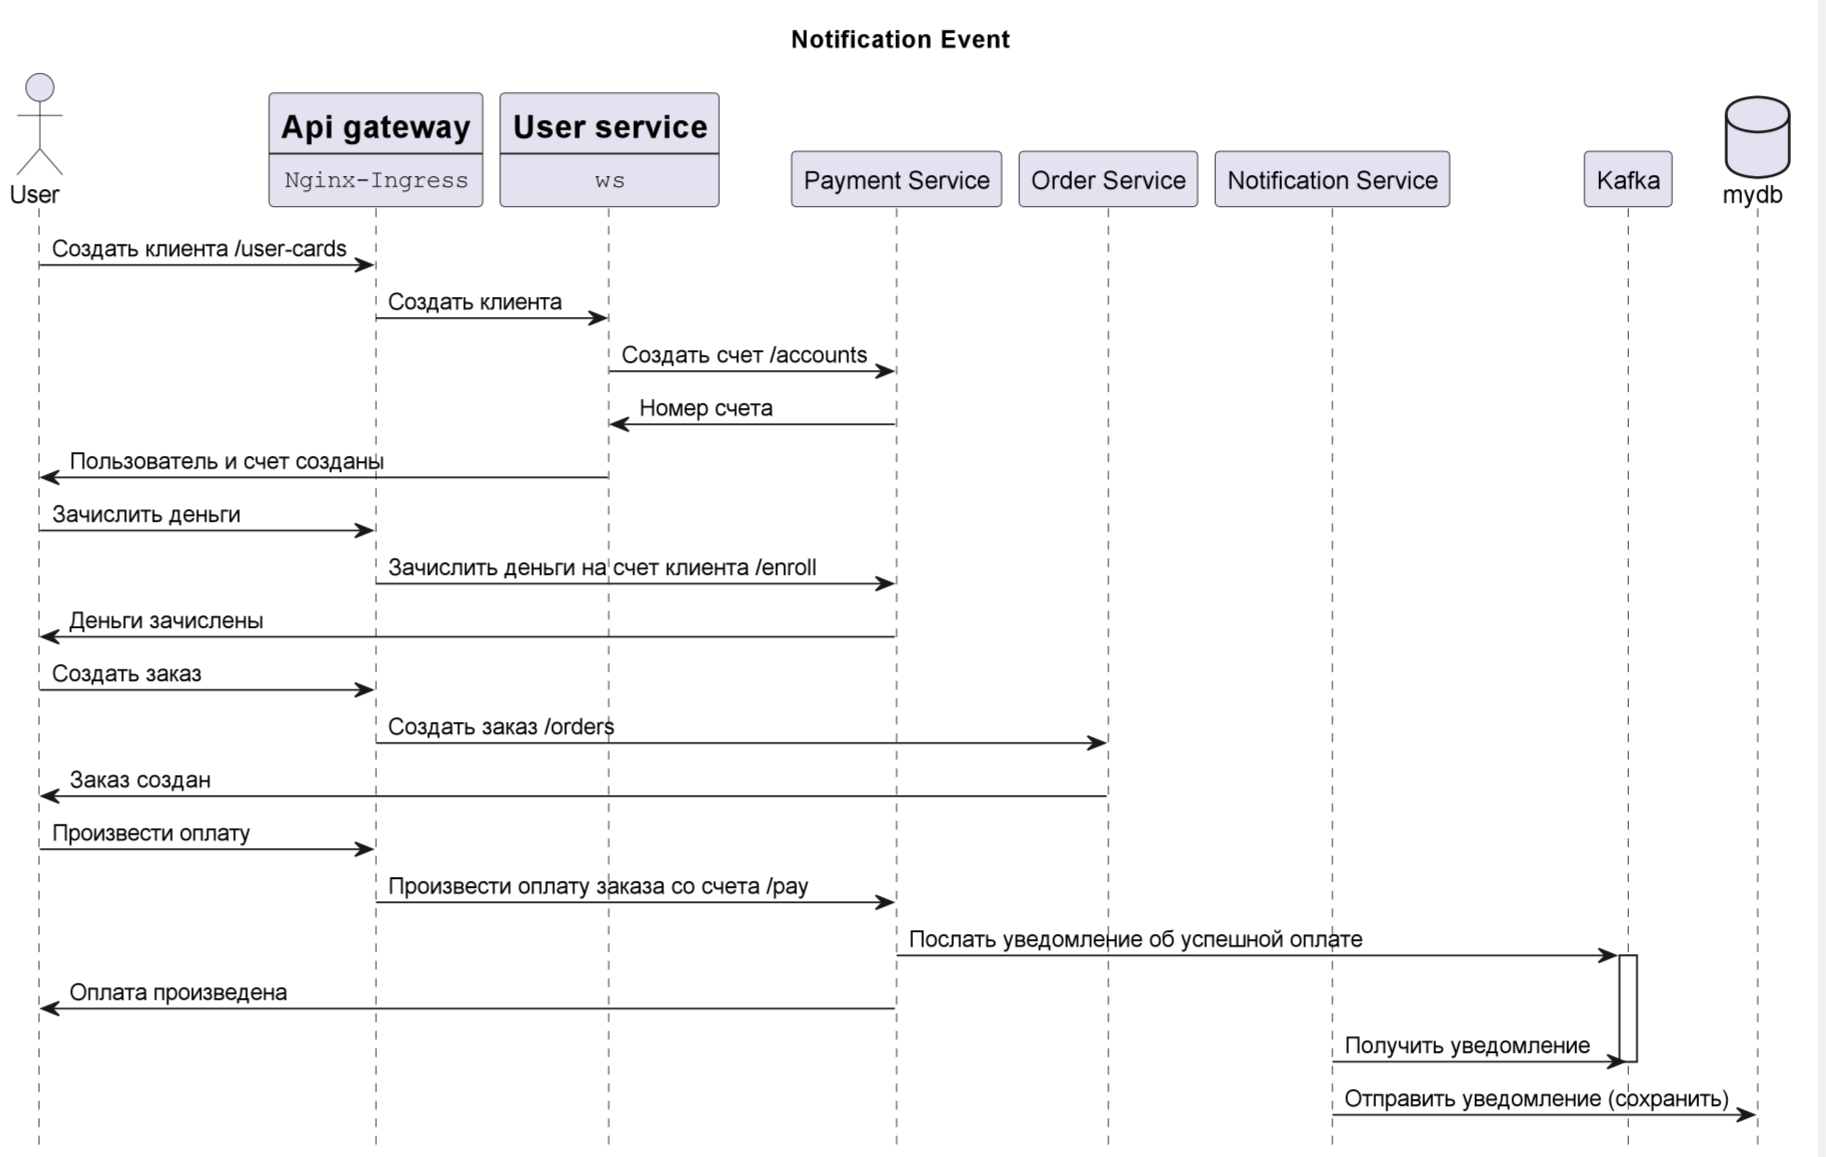 Notification Event
Api gateway
User service
Nginx-Ingress
ws
Payment Service
Order Service
Notification Service
Kafka
User
mydb
Создать клиента /user-cards
Создать клиента
Создать счет /accounts
Номер счета
Пользователь и счет созданы
Зачислить деньги
Зачислить деньги на счет клиента /enroll
Деньги зачислены
Создать заказ
Создать заказ /orders
Заказ создан
Произвести оплату
Произвести оплату заказа со счета /pay
Послать уведомление об успешной оплате
Оплата произведена
Получить уведомление
Отправить уведомление (сохранить)